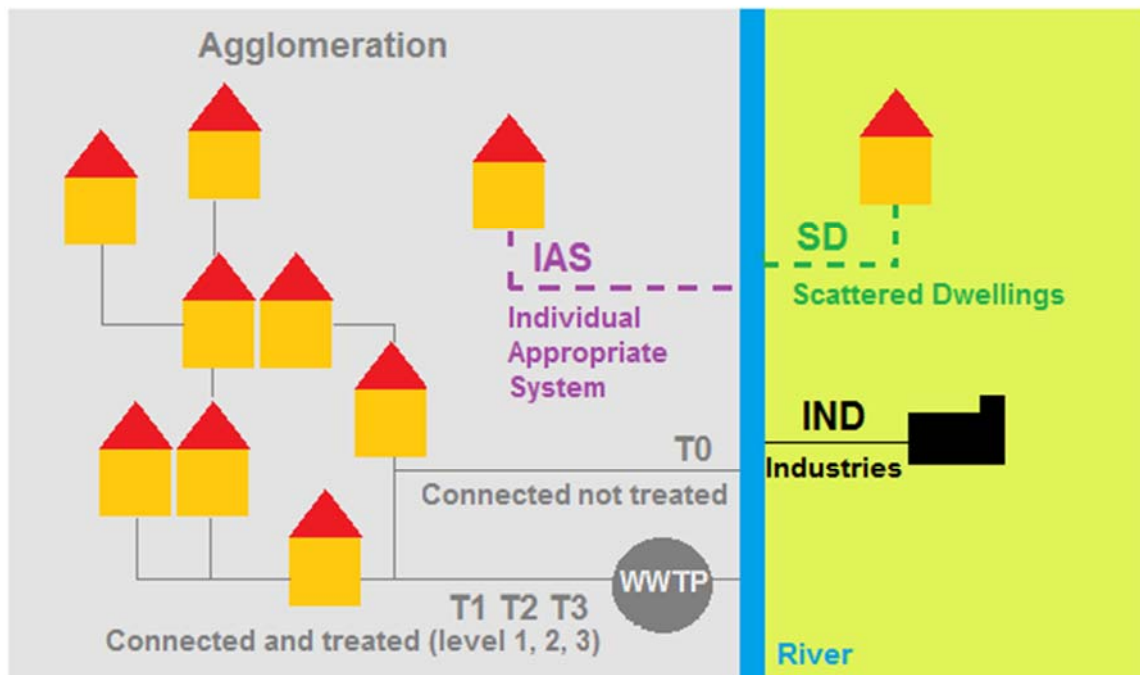 Agglomeration
IAS
Individual
Appropriate
System
SD
Scattered Dwellings
T0
Connected not treated
IND
Industries
WWTP
T1 T2 T3
Connected and treated (level 1, 2, 3)
River